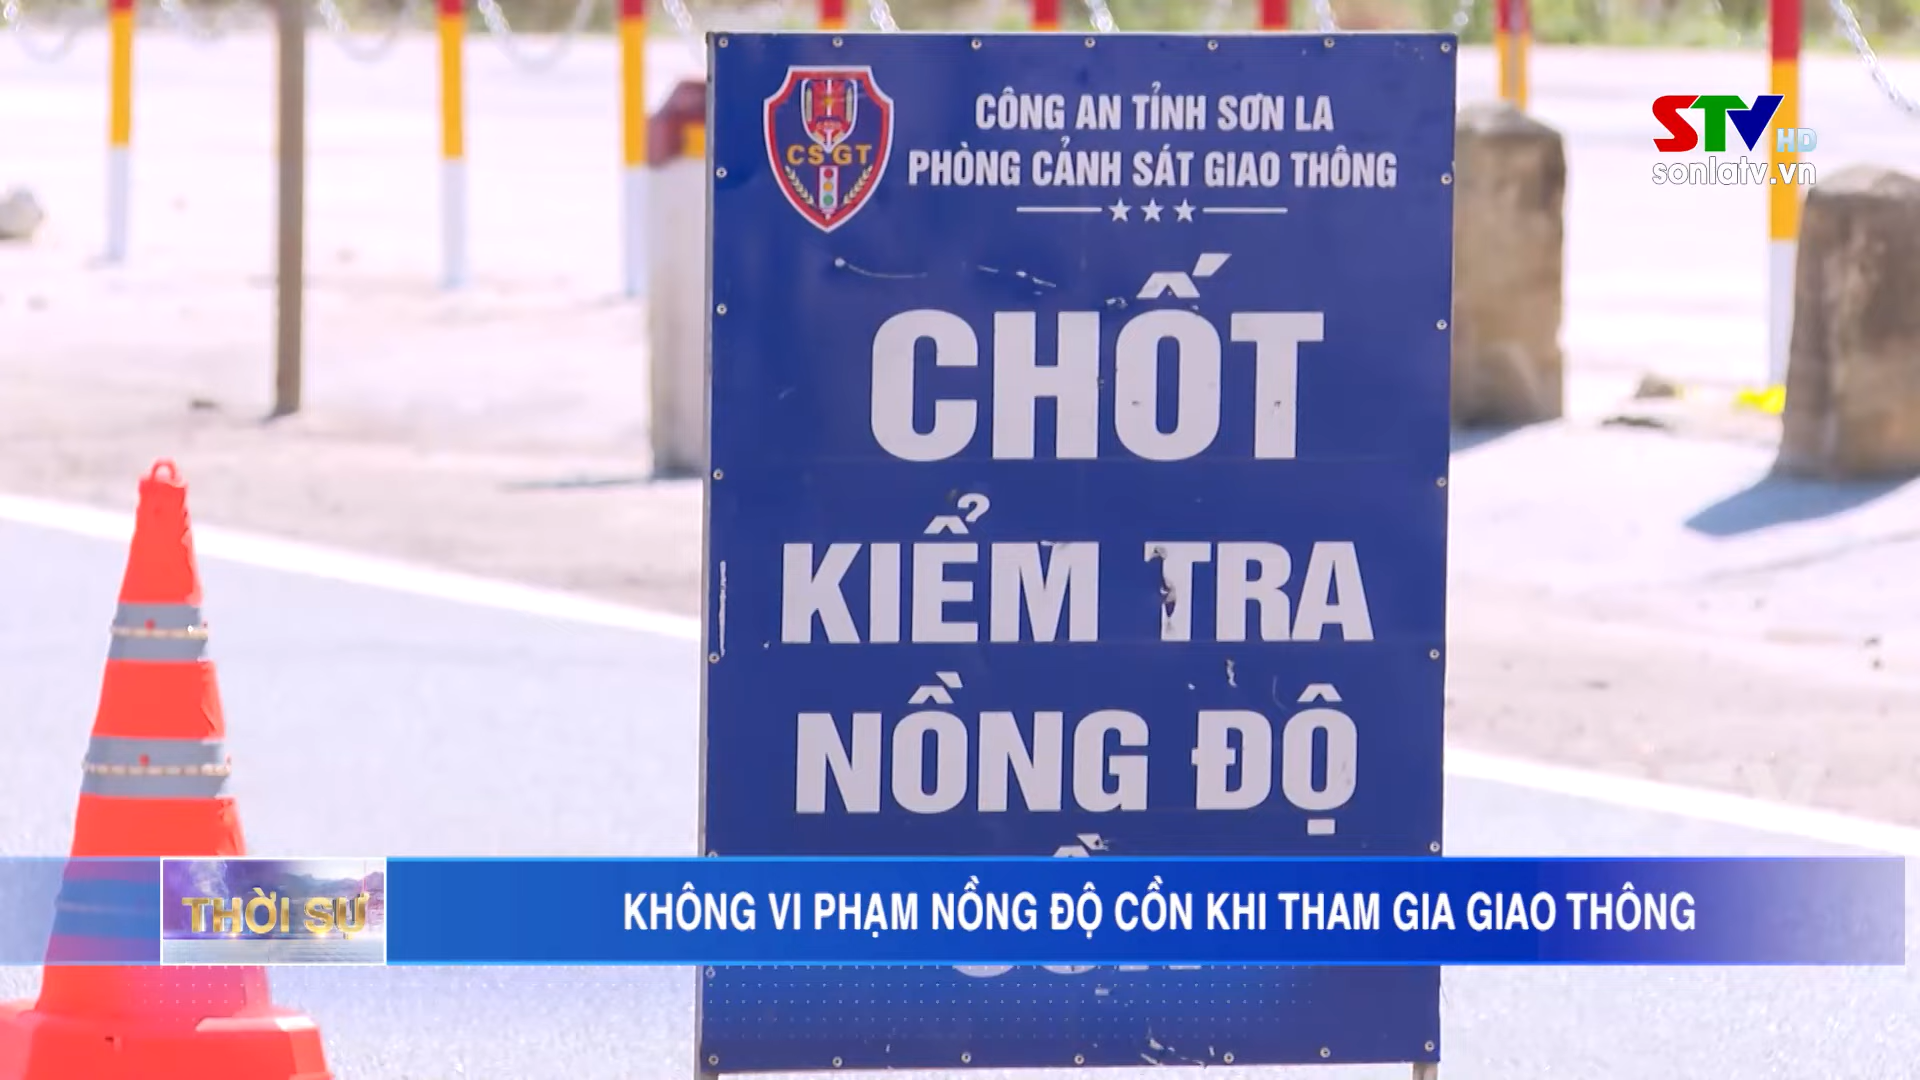 CÔNG AN TỈNH SƠN LA
PHÒNG CẢNH SÁT GIAO THÔNG
CSGT
STV HD
sonlatv.vn
CHỐT
KIỂM TRA
NỒNG ĐỘ
THỜI SỰ
KHÔNG VI PHẠM NỒNG ĐỘ CỒN KHI THAM GIA GIAO THÔNG